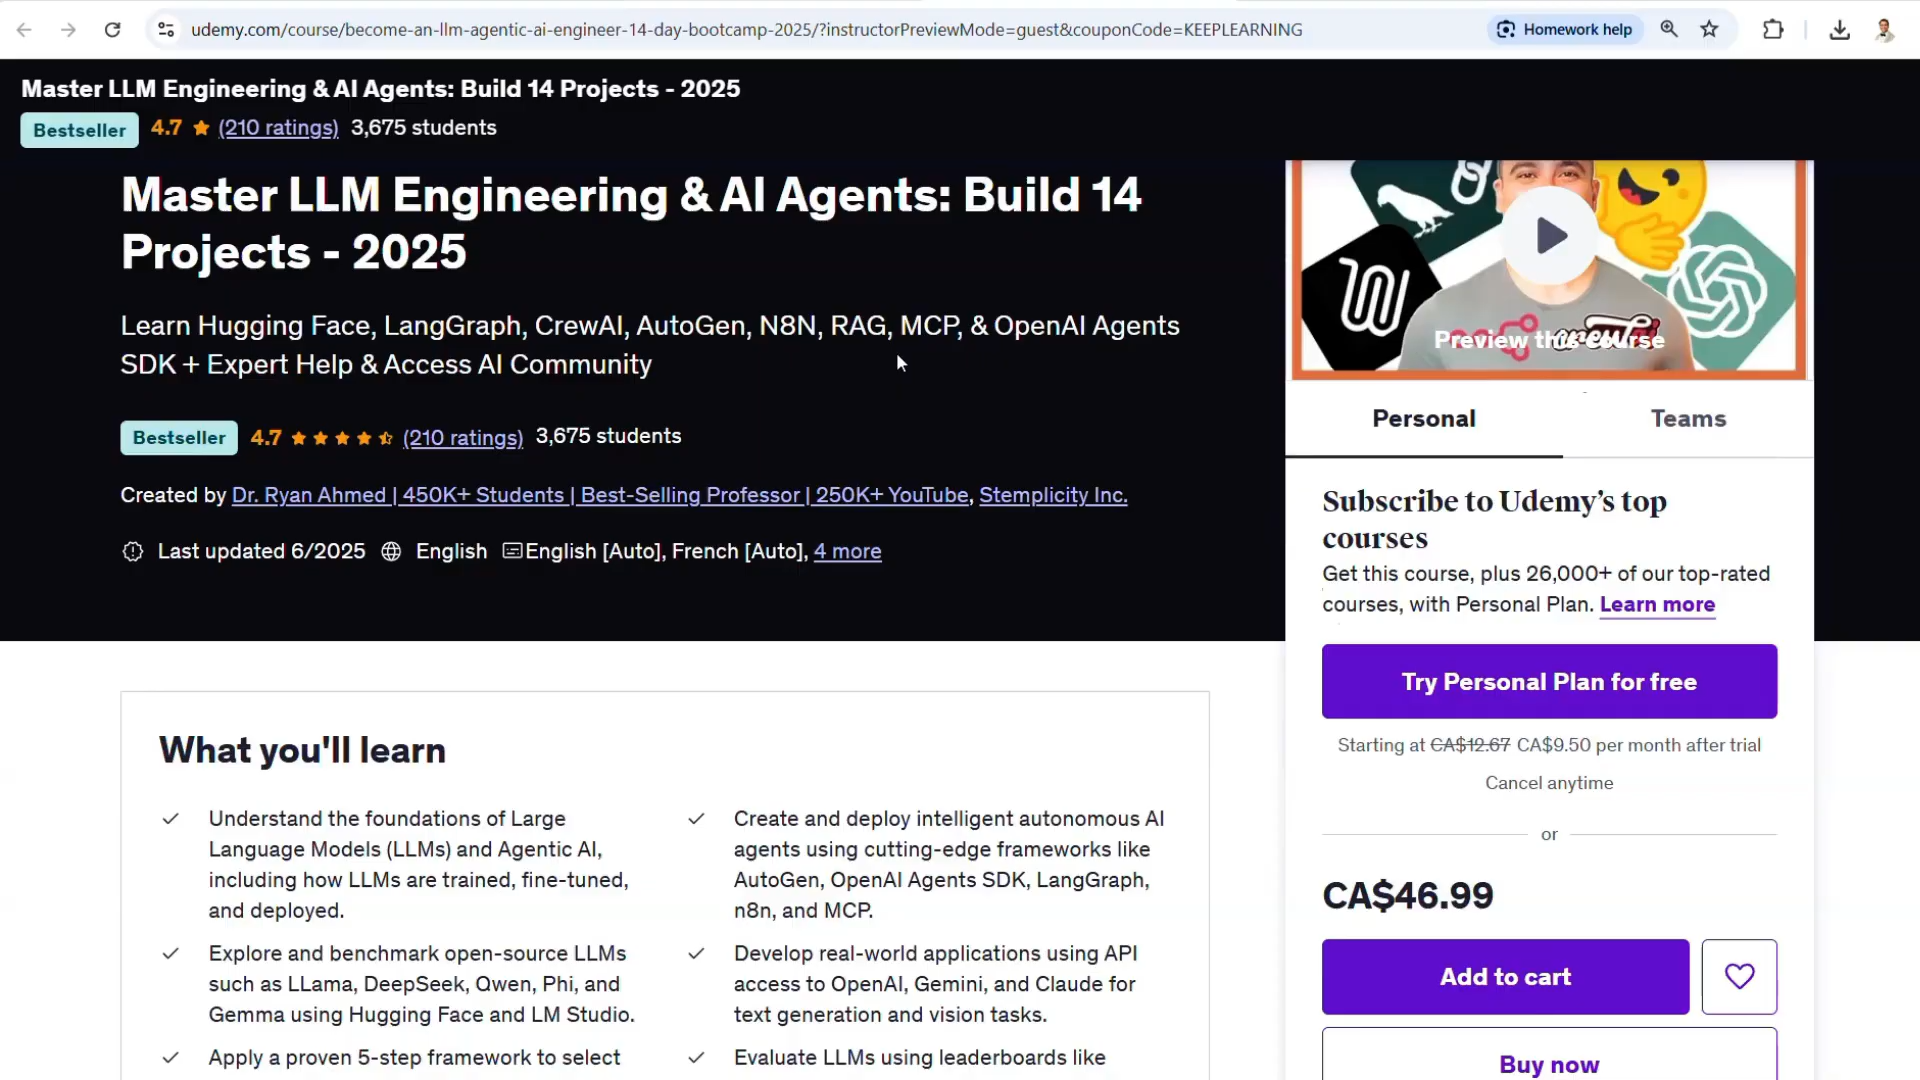 udemy.com/course/become-an-llm-agentic-ai-engineer-14-day-bootcamp-2025/?instructorPreviewMode=guest&couponCode=KEEPLEARNING
Homework help
Master LLM Engineering & AI Agents: Build 14 Projects - 2025
Bestseller 4.7 (210 ratings) 3,675 students
Master LLM Engineering & AI Agents: Build 14
Projects - 2025
Learn Hugging Face, LangGraph, CrewAI, AutoGen, N8N, RAG, MCP, & OpenAI Agents
SDK + Expert Help & Access AI Community
Bestseller 4.7 (210 ratings) 3,675 students
Created by Dr. Ryan Ahmed | 450K+ Students | Best-Selling Professor | 250K+ YouTube, Stemplicity Inc.
Last updated 6/2025 English English [Auto], French [Auto], 4 more
Preview this course
Personal Teams
Subscribe to Udemy’s top
courses
Get this course, plus 26,000+ of our top-rated
courses, with Personal Plan. Learn more
Try Personal Plan for free
Starting at CA$12.67 CA$9.50 per month after trial
Cancel anytime
or
CA$46.99
Add to cart
Buy now
What you'll learn
Understand the foundations of Large
Language Models (LLMs) and Agentic AI,
including how LLMs are trained, fine-tuned,
and deployed.
Create and deploy intelligent autonomous AI
agents using cutting-edge frameworks like
AutoGen, OpenAI Agents SDK, LangGraph,
n8n, and MCP.
Explore and benchmark open-source LLMs
such as LLama, DeepSeek, Qwen, Phi, and
Gemma using Hugging Face and LM Studio.
Develop real-world applications using API
access to OpenAI, Gemini, and Claude for
text generation and vision tasks.
Apply a proven 5-step framework to select
Evaluate LLMs using leaderboards like